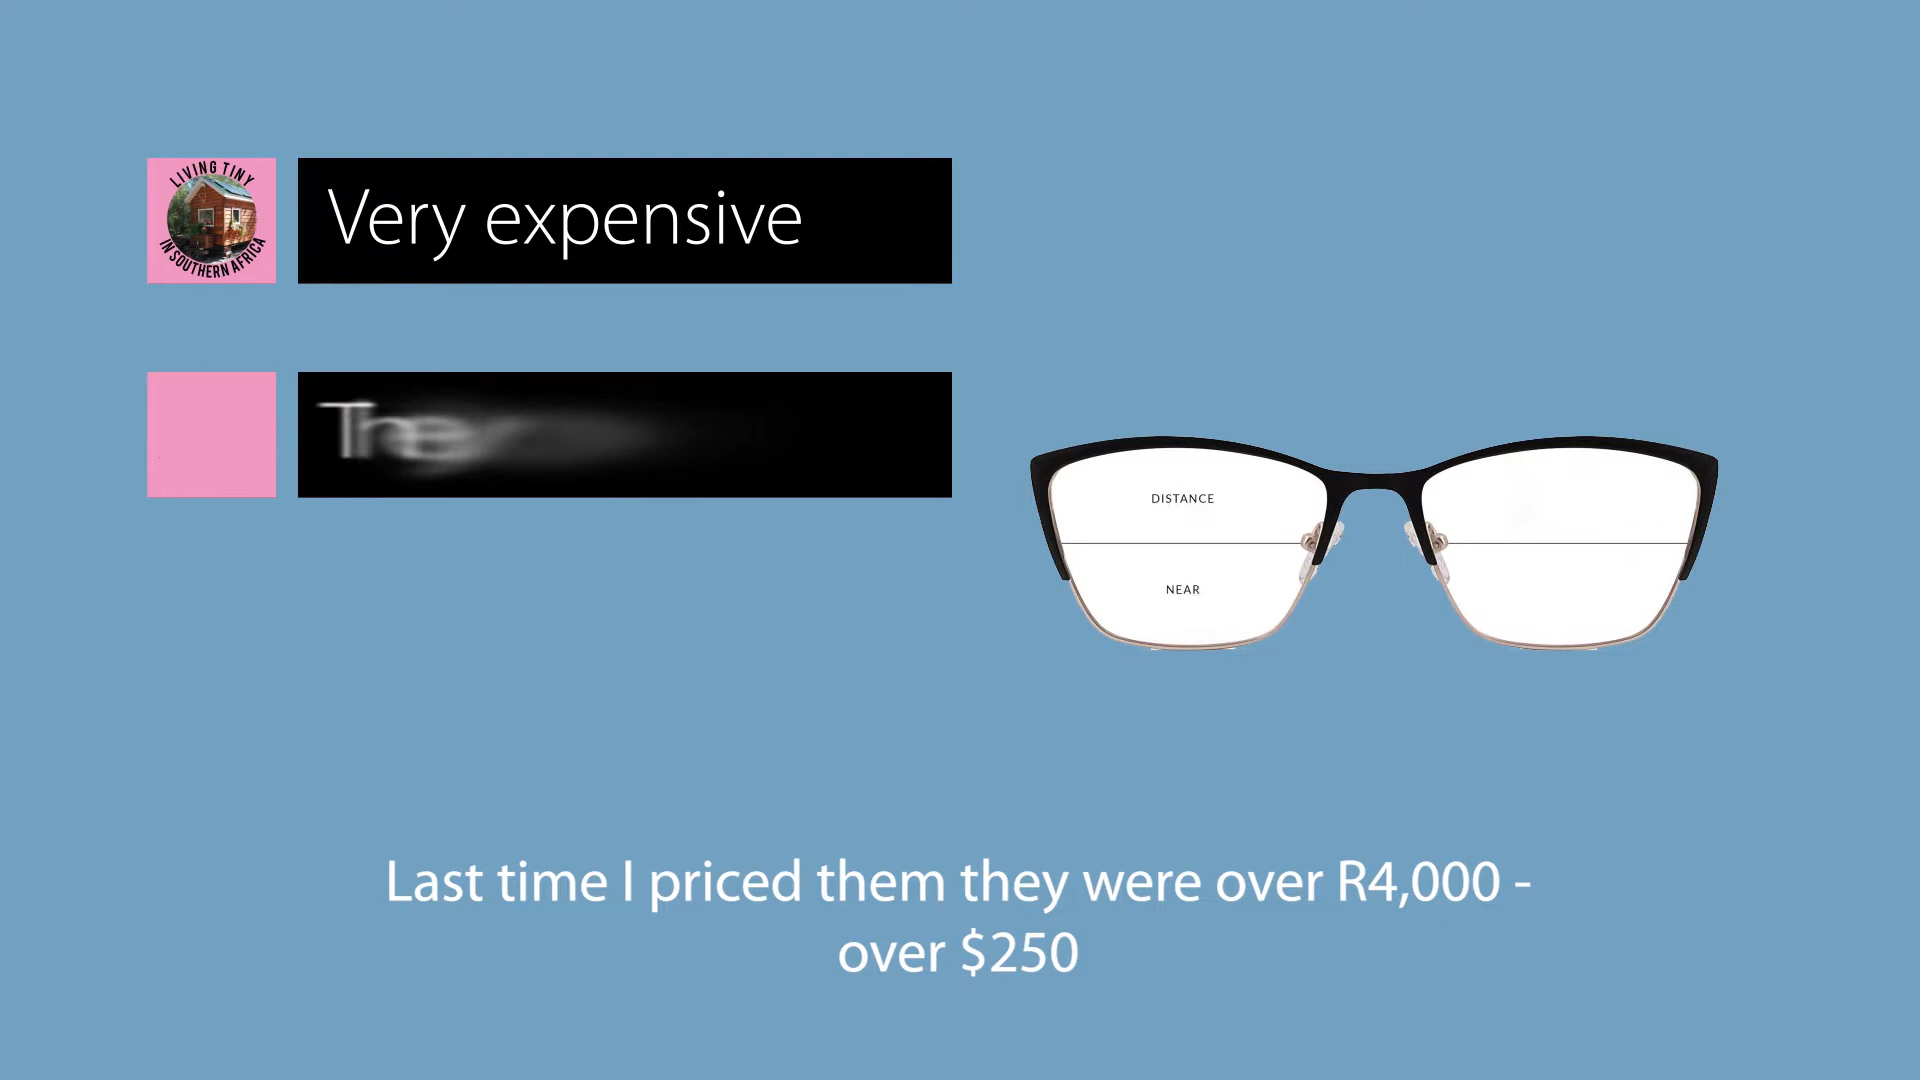 LIVING TINY
IN SOUTHERN AFRICA
Very expensive
DISTANCE
NEAR
Last time I priced them they were over R4,000 -
over $250